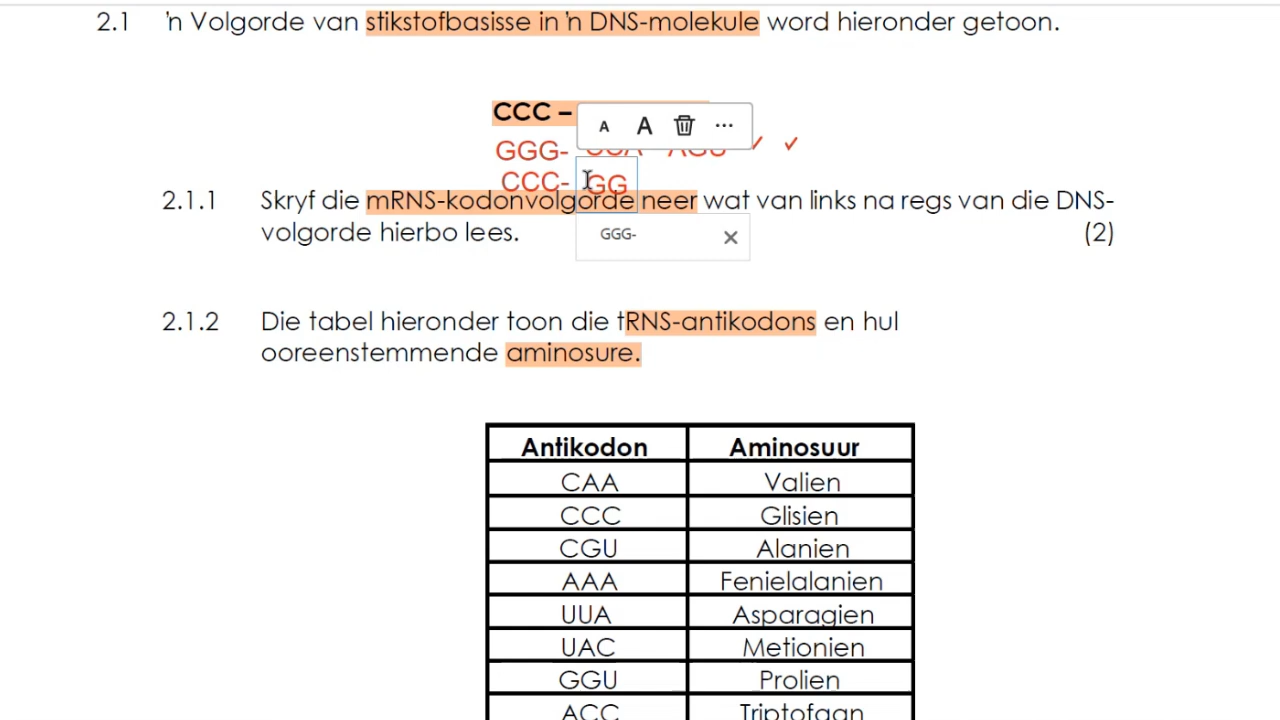 2.1 'n Volgorde van stikstofbasisse in 'n DNS-molekule word hieronder getoon.
CCC –
A A
GGG- CCA AGU ✓ ✓
CCC- GG
2.1.1 Skryf die mRNS-kodonvolgorde neer wat van links na regs van die DNS-
volgorde hierbo lees. (2)
GGG-
2.1.2 Die tabel hieronder toon die tRNS-antikodons en hul
ooreenstemmende aminosure.
Antikodon Aminosuur
CAA Valien
CCC Glisien
CGU Alanien
AAA Fenielalanien
UUA Asparagien
UAC Metionien
GGU Prolien
ACC Triptofaan